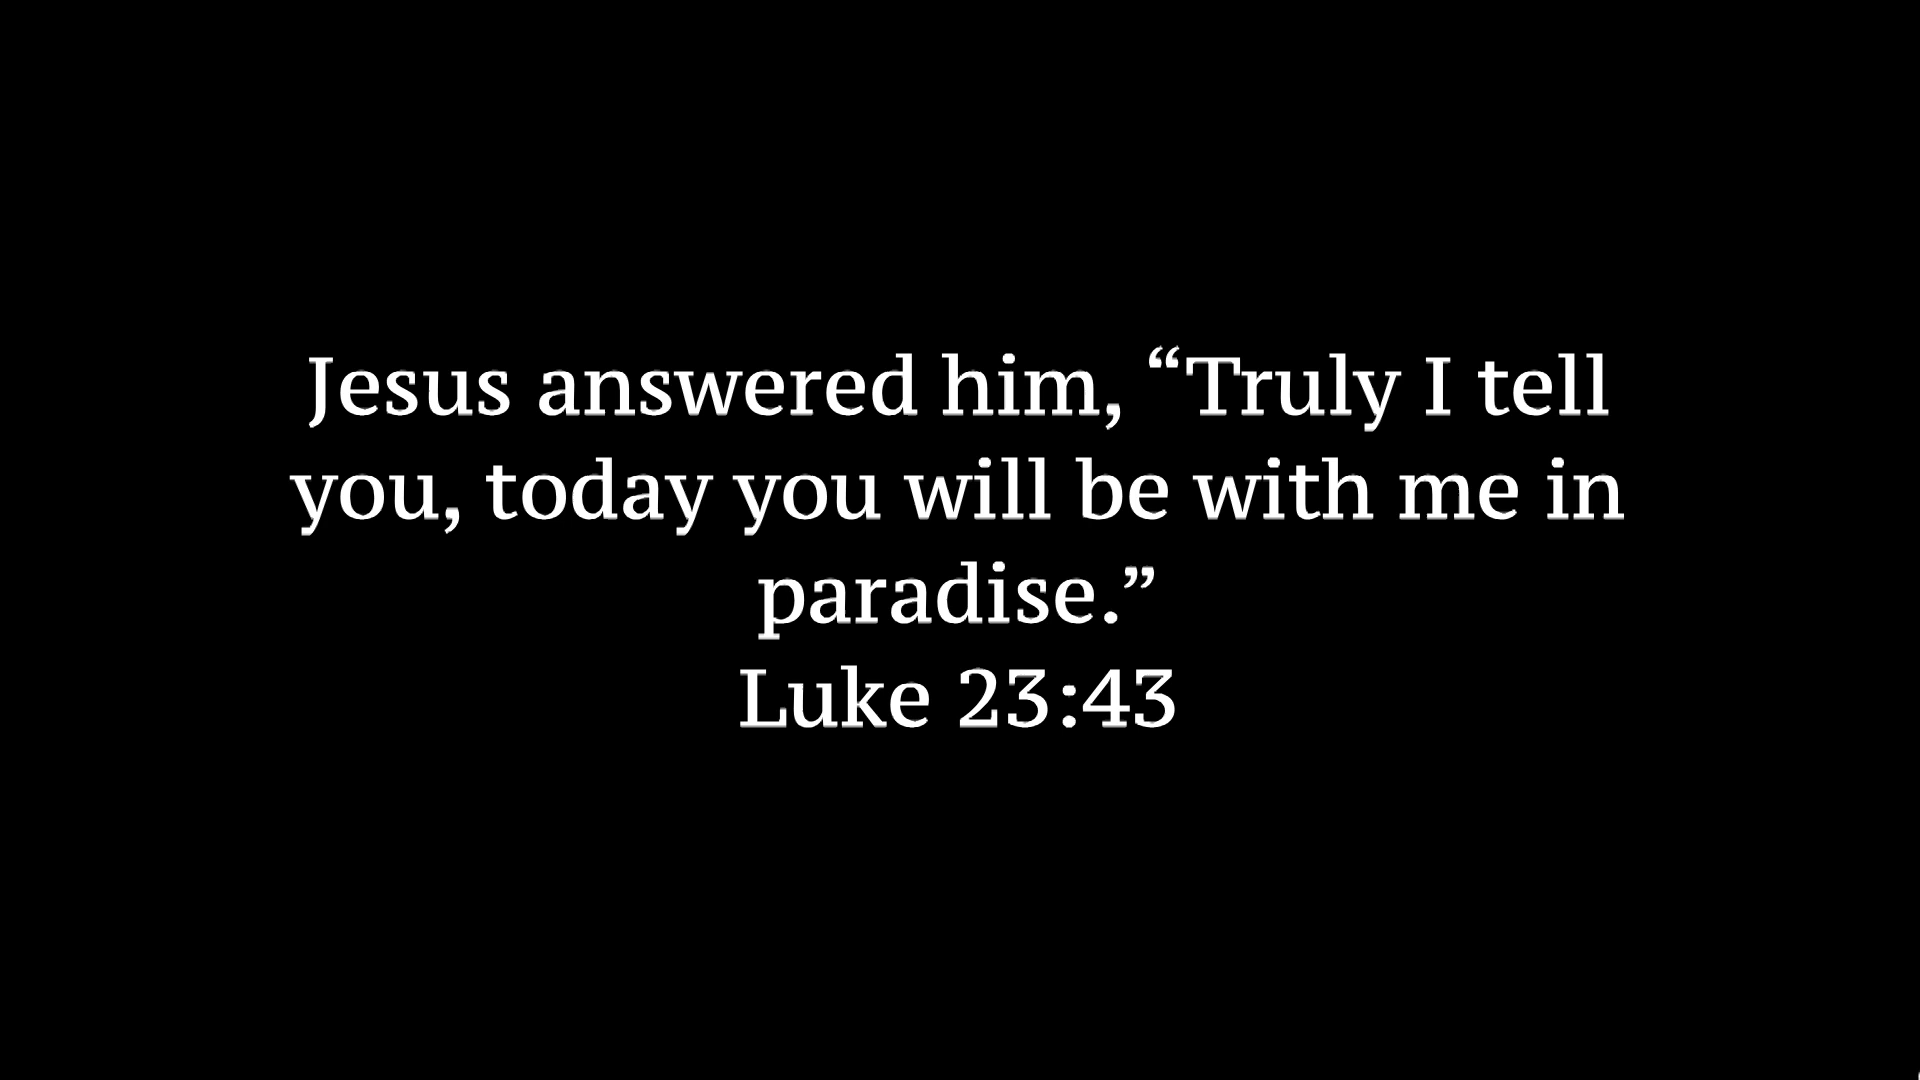 Jesus answered him, “Truly I tell
you, today you will be with me in
paradise.”
Luke 23:43